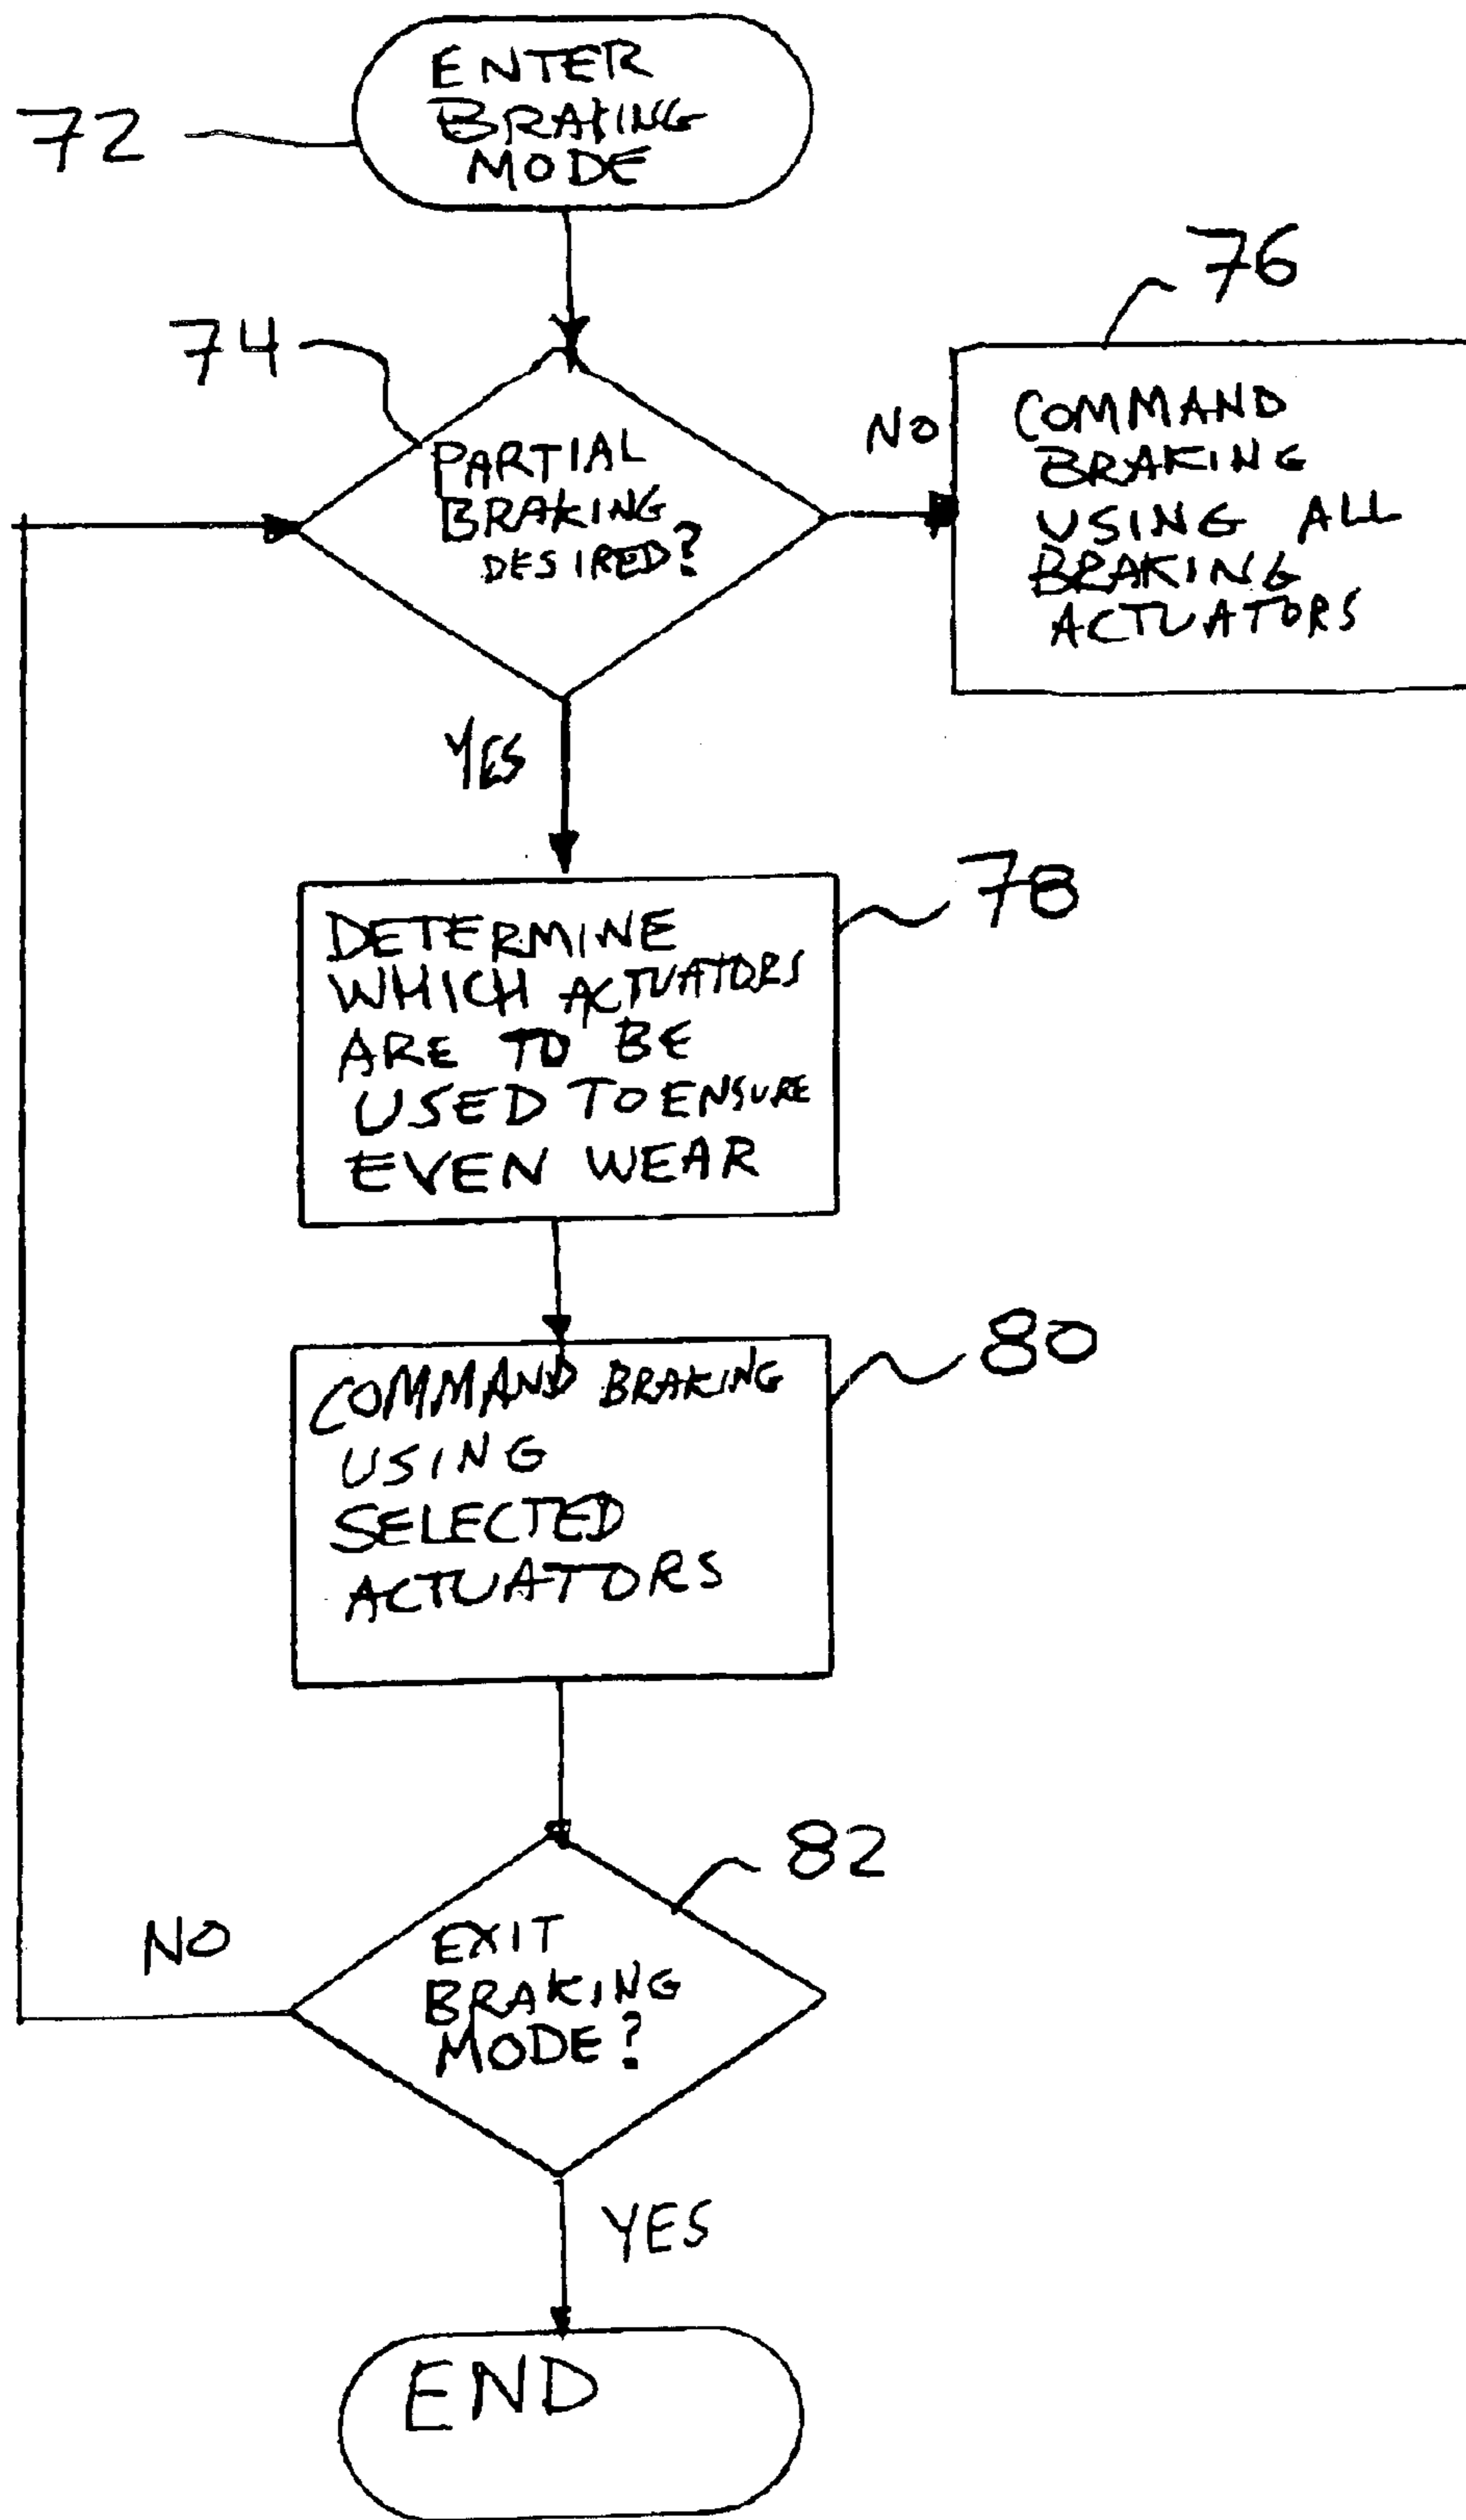 72
ENTER
BRAKING
MODE
74
PARTIAL
BRAKING
DESIRED?
NO
76
COMMAND
BRAKING
USING ALL
BRAKING
ACTUATORS
YES
78
DETERMINE
WHICH ACTUATORS
ARE TO BE
USED TO ENSURE
EVEN WEAR
80
COMMAND BRAKING
USING
SELECTED
ACTUATORS
82
EXIT
BRAKING
MODE?
NO
YES
END